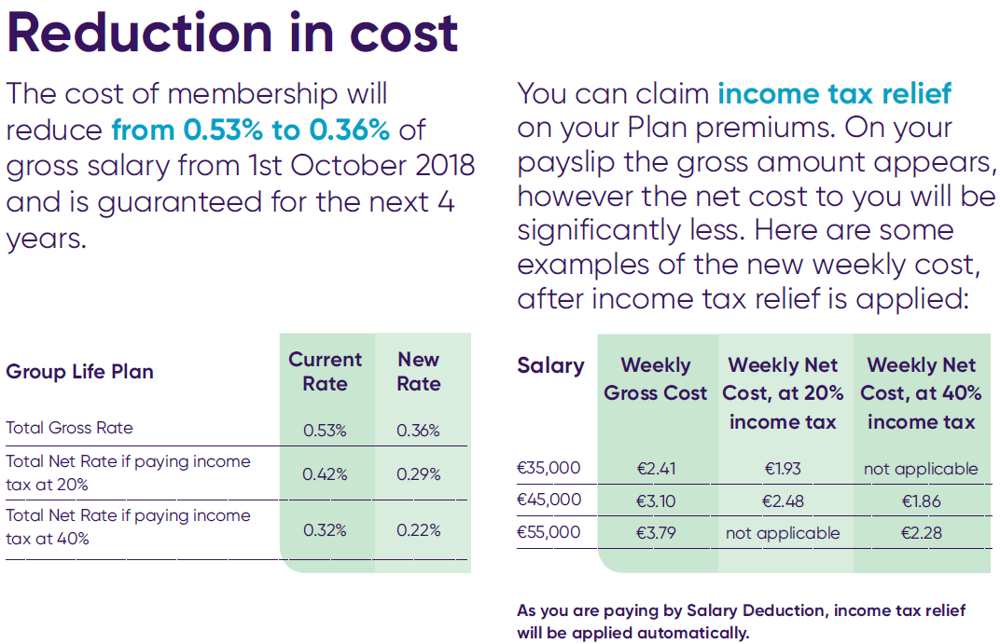 Reduction in cost
The cost of membership will
reduce from 0.53% to 0.36% of
gross salary from 1st October 2018
and is guaranteed for the next 4
years.
Group Life Plan
Current
Rate
New
Rate
Total Gross Rate 0.53% 0.36%
Total Net Rate if paying income
tax at 20% 0.42% 0.29%
Total Net Rate if paying income
tax at 40% 0.32% 0.22%
You can claim income tax relief
on your Plan premiums. On your
payslip the gross amount appears,
however the net cost to you will be
significantly less. Here are some
examples of the new weekly cost,
after income tax relief is applied:
Salary Weekly Weekly Net Weekly Net
Gross Cost Cost, at 20% Cost, at 40%
income tax income tax
€35,000 €2.41 €1.93 not applicable
€45,000 €3.10 €2.48 €1.86
€55,000 €3.79 not applicable €2.28
As you are paying by Salary Deduction, income tax relief
will be applied automatically.